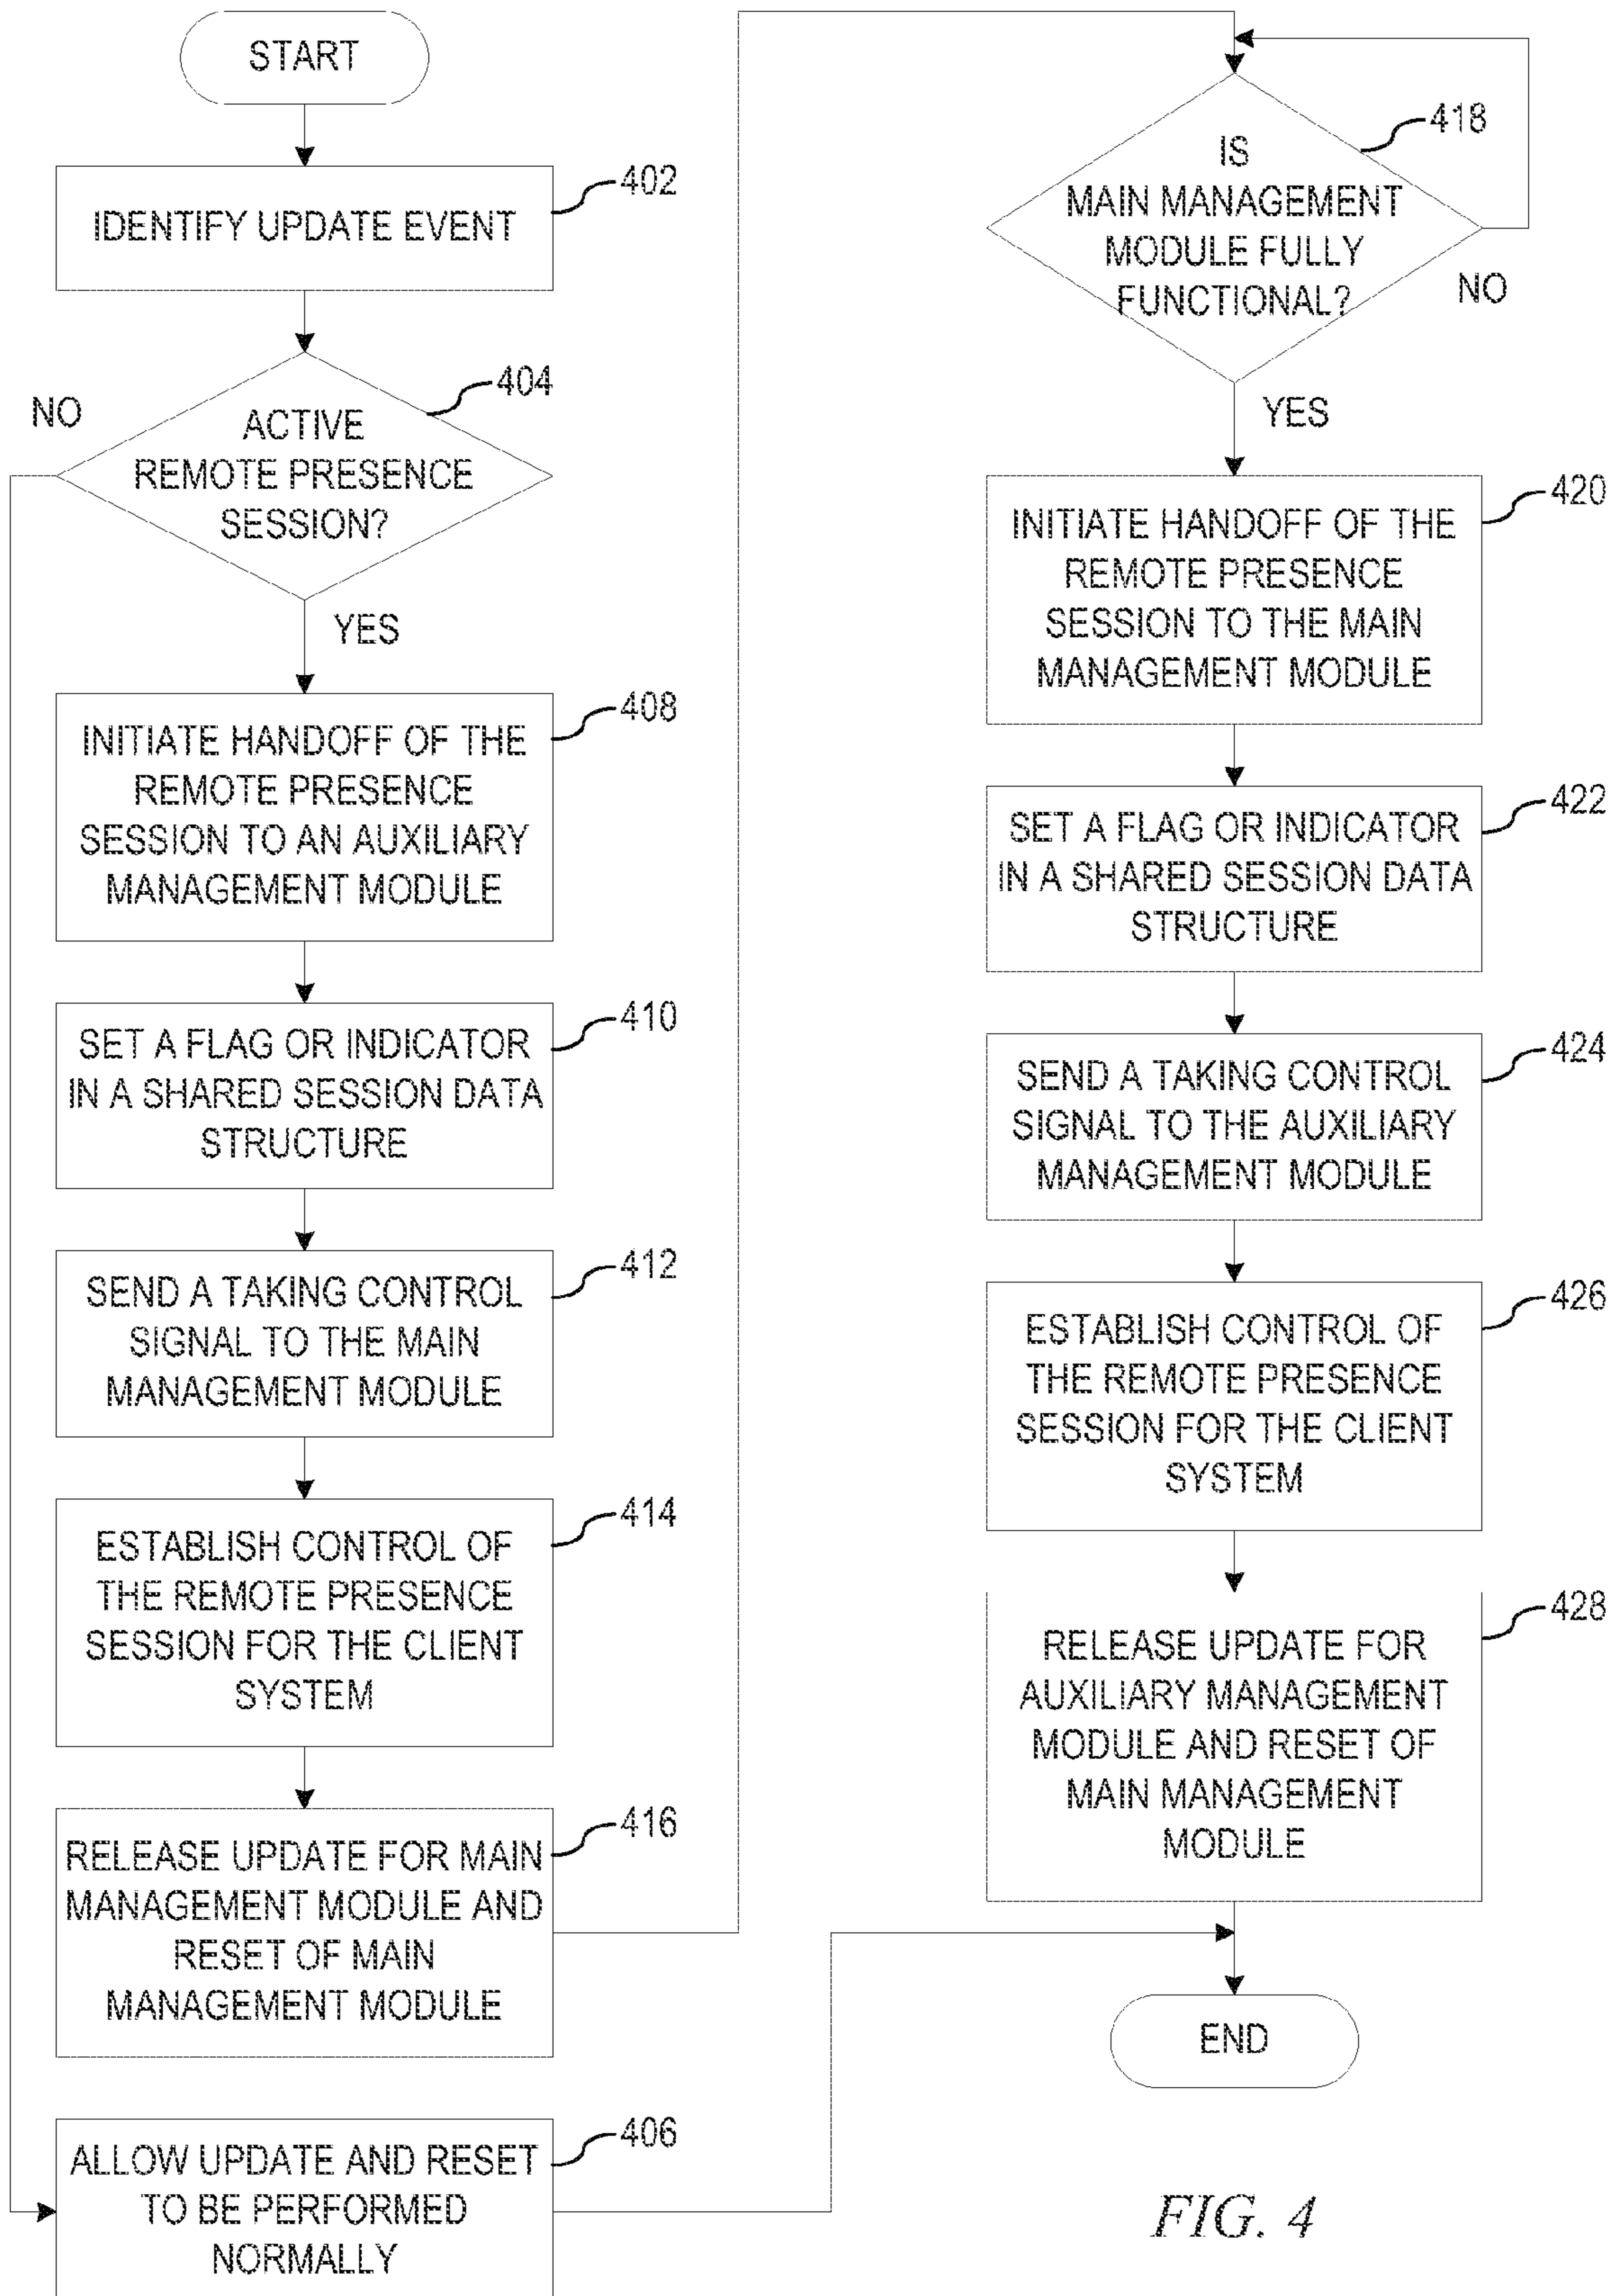 START
IDENTIFY UPDATE EVENT
402
ACTIVE
REMOTE PRESENCE
SESSION?
404
NO
YES
INITIATE HANDOFF OF THE
REMOTE PRESENCE
SESSION TO AN AUXILIARY
MANAGEMENT MODULE
408
SET A FLAG OR INDICATOR
IN A SHARED SESSION DATA
STRUCTURE
410
SEND A TAKING CONTROL
SIGNAL TO THE MAIN
MANAGEMENT MODULE
412
ESTABLISH CONTROL OF
THE REMOTE PRESENCE
SESSION FOR THE CLIENT
SYSTEM
414
RELEASE UPDATE FOR MAIN
MANAGEMENT MODULE AND
RESET OF MAIN
MANAGEMENT MODULE
416
ALLOW UPDATE AND RESET
TO BE PERFORMED
NORMALLY
406
IS
MAIN MANAGEMENT
MODULE FULLY
FUNCTIONAL?
418
NO
YES
INITIATE HANDOFF OF THE
REMOTE PRESENCE
SESSION TO THE MAIN
MANAGEMENT MODULE
420
SET A FLAG OR INDICATOR
IN A SHARED SESSION DATA
STRUCTURE
422
SEND A TAKING CONTROL
SIGNAL TO THE AUXILIARY
MANAGEMENT MODULE
424
ESTABLISH CONTROL OF
THE REMOTE PRESENCE
SESSION FOR THE CLIENT
SYSTEM
426
RELEASE UPDATE FOR
AUXILIARY MANAGEMENT
MODULE AND RESET OF
MAIN MANAGEMENT
MODULE
428
END
FIG. 4